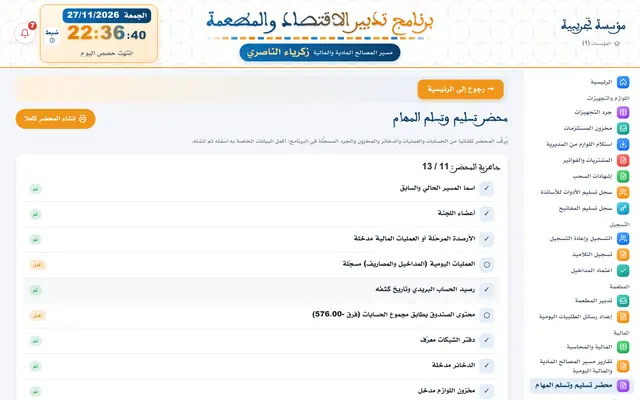 مؤسسة تجريبية
المؤسسات (1)
برنامج تدبير الاقتصاد والمطعمة
مسير المصالح المادية والمالية زكرياء الناصري
الجمعة 27/11/2026
22:36:40
ضبط
انتهت حصص اليوم
7
الرئيسية
اللوازم والتجهيزات
جرد التجهيزات
مخزون المستلزمات
استلام اللوازم من المديرية
المشتريات والفواتير
إشهادات السحب
سجل تسليم الأدوات للأساتذة
سجل تسليم المفاتيح
التسجيل
التسجيل وإعادة التسجيل
تسجيل التلاميذ
اعتماد المداخيل
المطعمة
تدبير المطعمة
إعداد رسائل الطلبيات اليومية
المالية
المالية والمحاسبة
تقارير مسير المصالح المادية والمالية اليومية
محضر تسليم وتسلم المهام
→ رجوع إلى الرئيسية
محضر تسليم وتسلم المهام
إنشاء المحضر كاملا
يُركَّب المحضر تلقائيا من الحسابات والعمليات والدفاتر والمخزون والجرد المسجلة في البرنامج. أكمل البيانات الخاصة به أسفله ثم أنشئه.
جاهزية المحضر: 11 / 13
✓ اسما المسير الحالي والسابق تم
✓ أعضاء اللجنة تم
✓ الأرصدة المرحلة أو العمليات المالية مدخلة تم
العمليات اليومية (المداخيل والمصاريف) مسجلة أكمل
✓ رصيد الحساب البريدي وتاريخ كشفه تم
محتوى الصندوق يطابق مجموع الحسابات (فرق -576.00) أكمل
✓ دفتر الشيكات معرّف تم
✓ الدفاتر مدخلة تم
✓ مخزون اللوازم مدخل تم